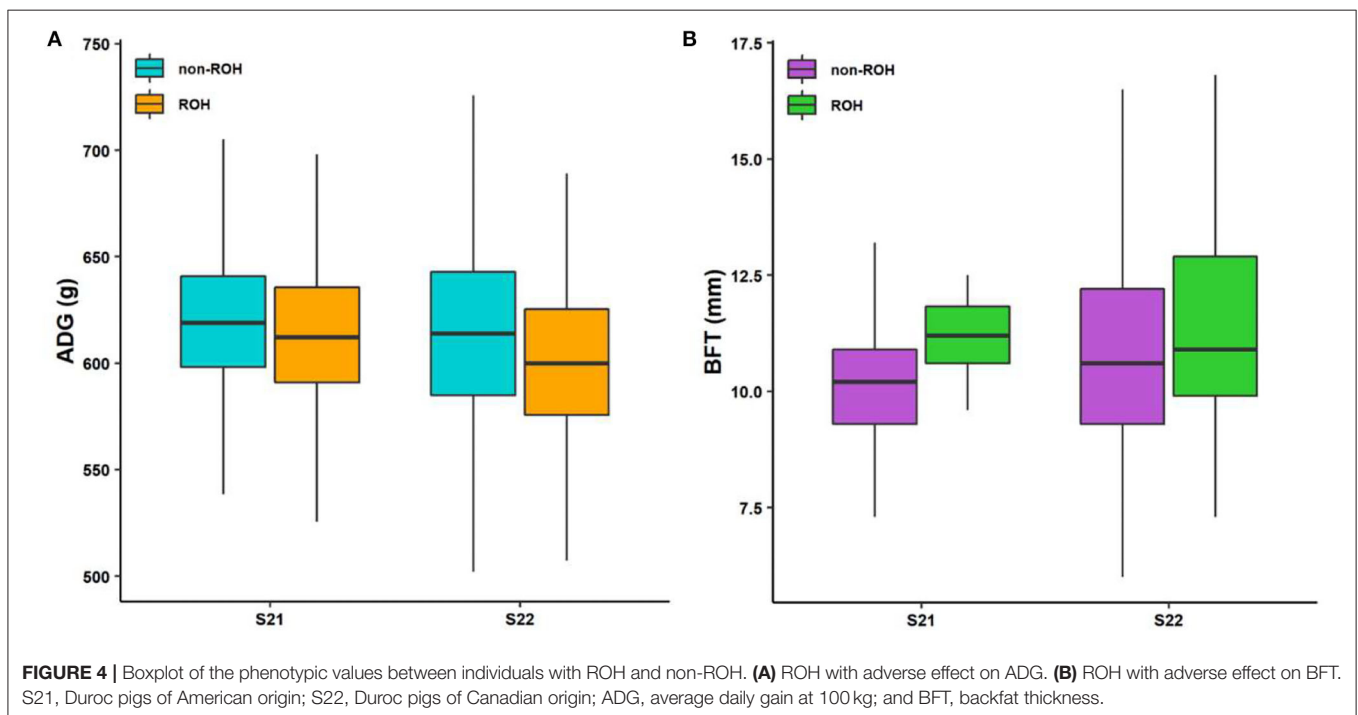 A
750
700
650
600
550
500
ADG (g)
non-ROH
ROH
S21
S22
B
17.5
15.0
12.5
10.0
7.5
BFT (mm)
non-ROH
ROH
S21
S22
FIGURE 4 | Boxplot of the phenotypic values between individuals with ROH and non-ROH. (A) ROH with adverse effect on ADG. (B) ROH with adverse effect on BFT.
S21, Duroc pigs of American origin; S22, Duroc pigs of Canadian origin; ADG, average daily gain at 100 kg; and BFT, backfat thickness.